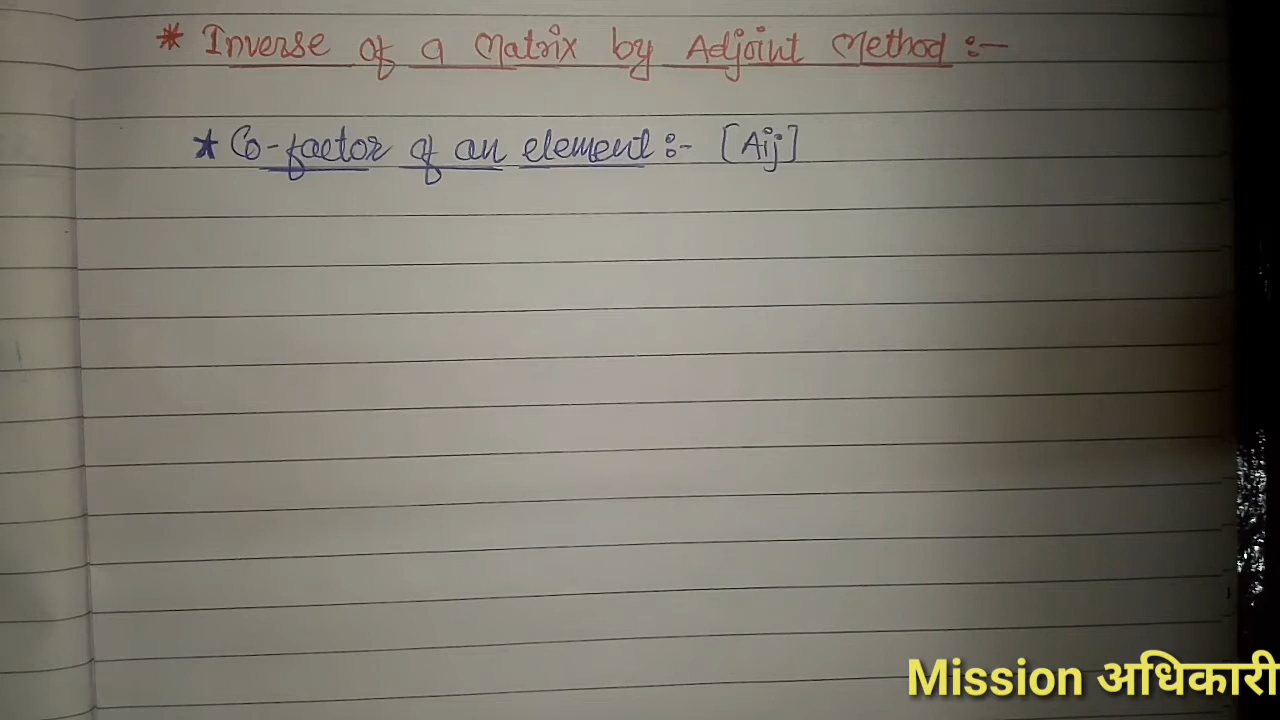 * Inverse of a Matrix by Adjoint Method :-
* Co-factor of an element :- [Aij]
Mission अधिकारी